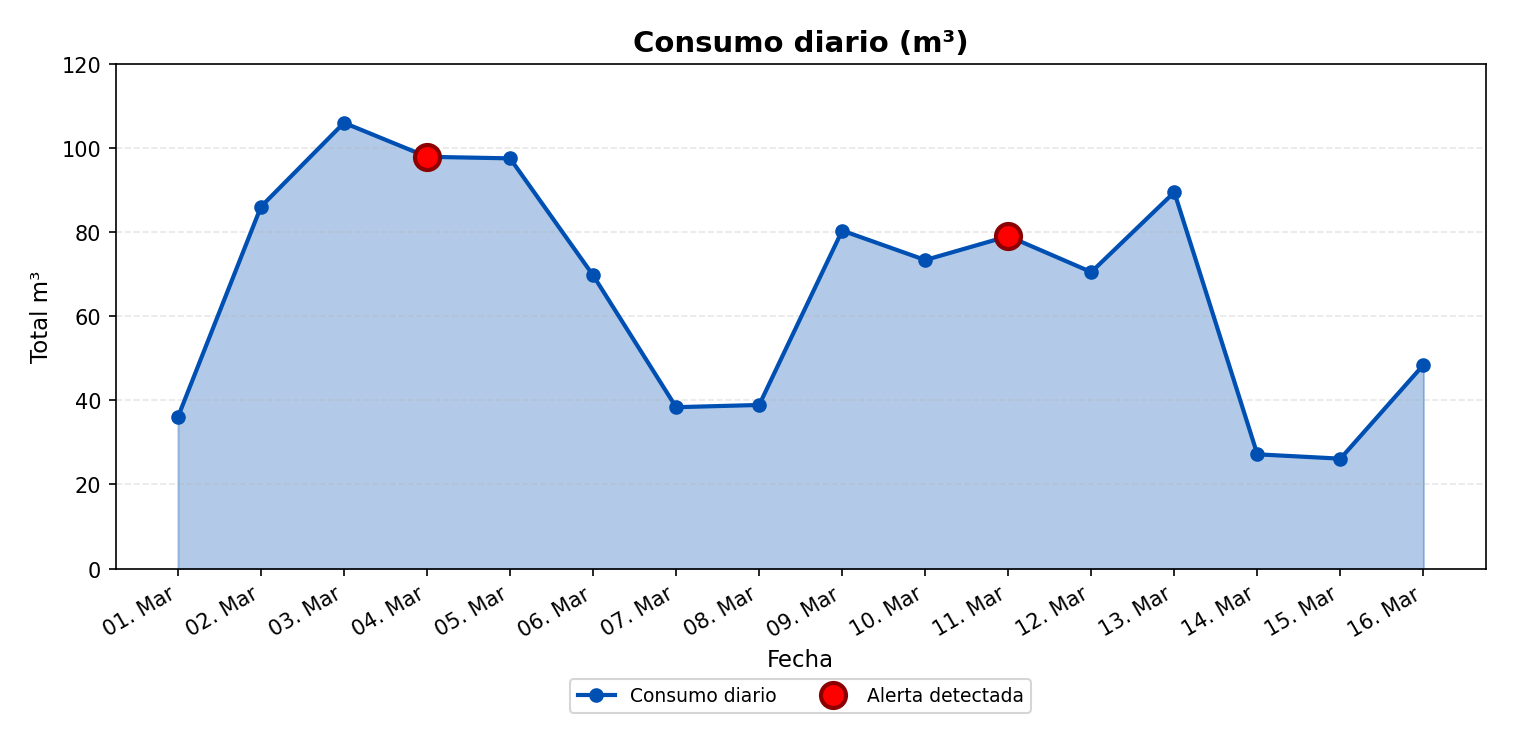 Consumo diario (m³)
120
100
80
60
40
20
0
Total m³
01. Mar
02. Mar
03. Mar
04. Mar
05. Mar
06. Mar
07. Mar
08. Mar
09. Mar
10. Mar
11. Mar
12. Mar
13. Mar
14. Mar
15. Mar
16. Mar
Fecha
Consumo diario
Alerta detectada